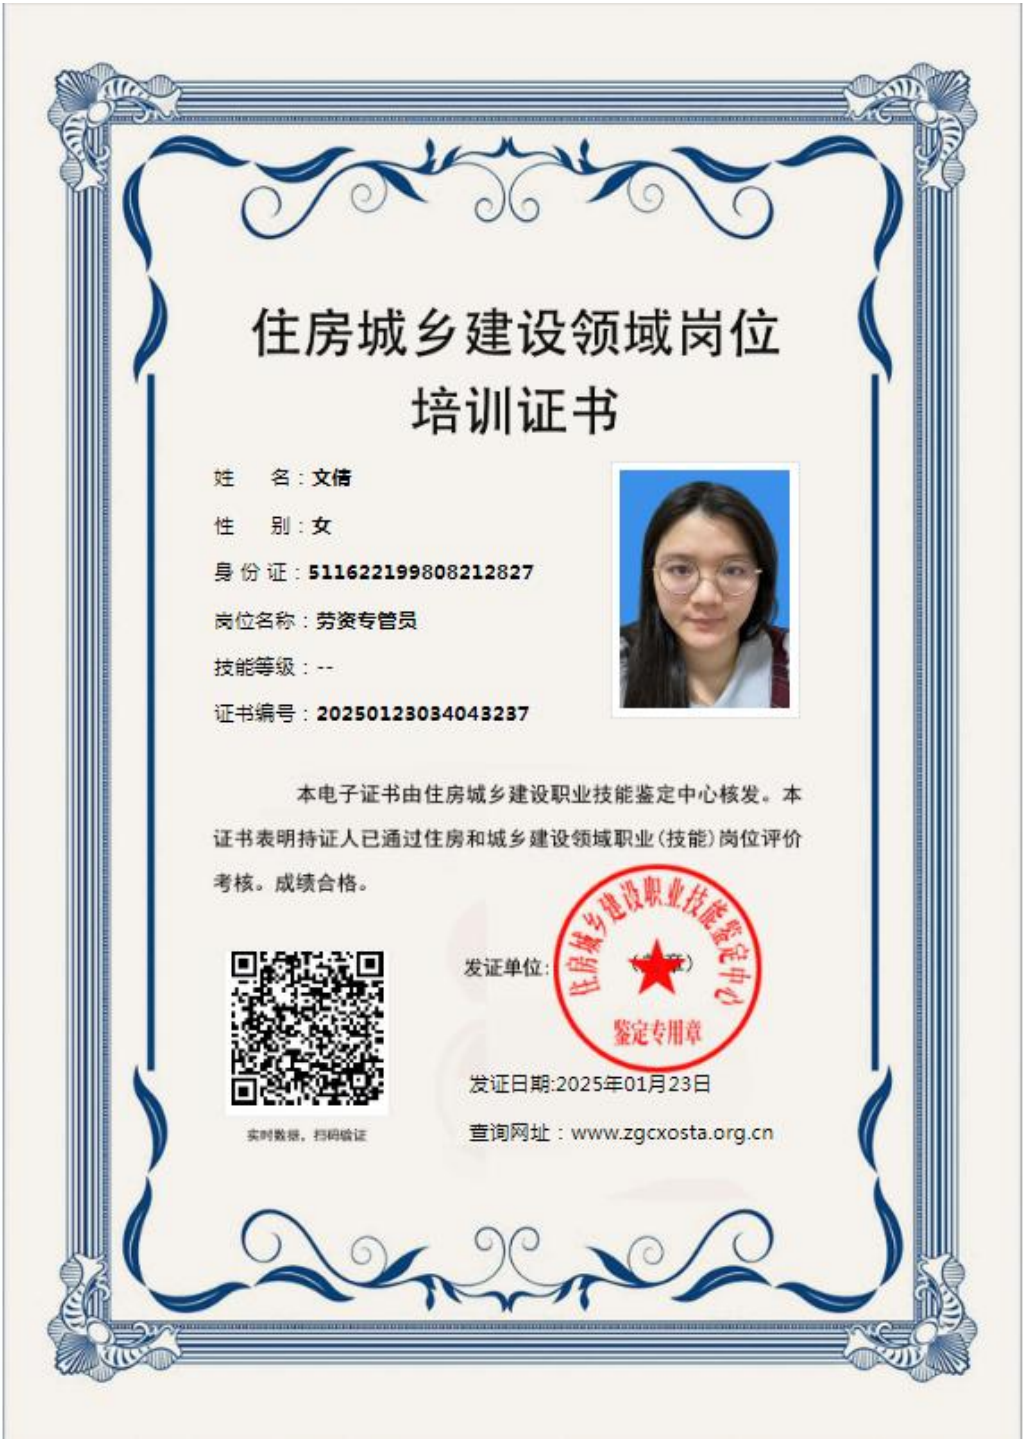 住房城乡建设领域岗位
培训证书
姓 名：文倩
性 别：女
身 份 证：511622199808212827
岗位名称：劳资专管员
技能等级：--
证书编号：20250123034043237
本电子证书由住房城乡建设职业技能鉴定中心核发。本
证书表明持证人已通过住房和城乡建设领域职业(技能)岗位评价
考核。成绩合格。
住房城乡建设职业技能鉴定中心
发证单位: （ 章）
鉴定专用章
发证日期:2025年01月23日
实时数据，扫码验证
查询网址：www.zgcxosta.org.cn